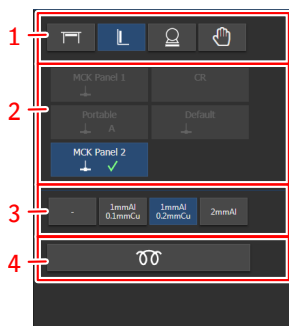 1
2
MCK Panel 1
CR
Portable
A
Default
MCK Panel 2
3
-
1mmAl
0.1mmCu
1mmAl
0.2mmCu
2mmAl
4